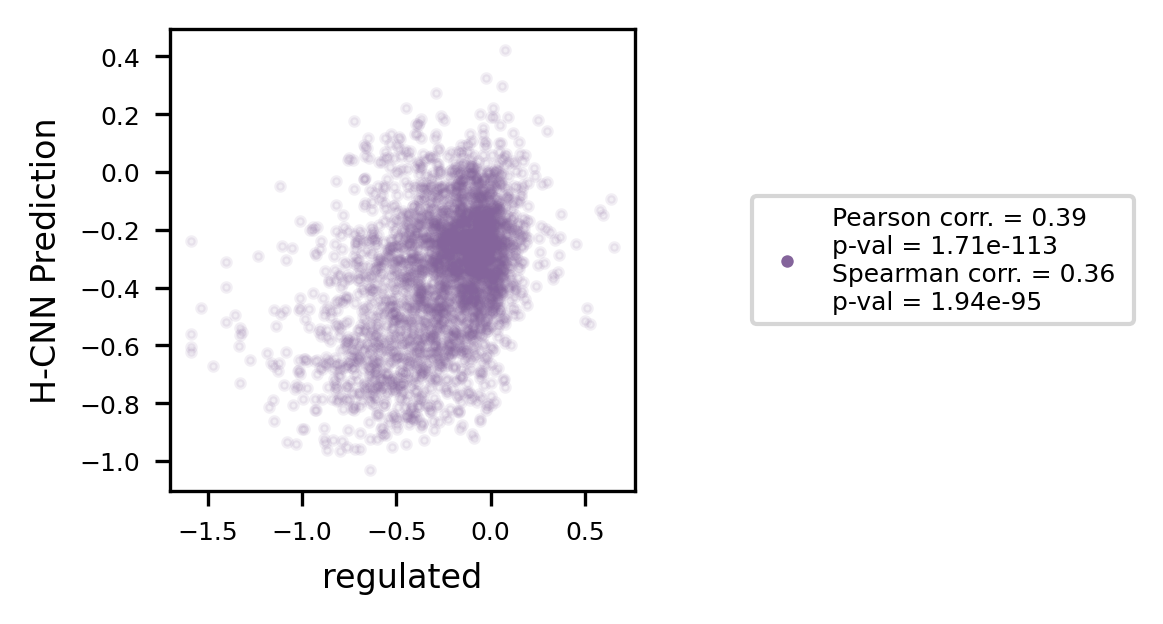 H-CNN Prediction
0.4
0.2
0.0
−0.2
−0.4
−0.6
−0.8
−1.0
−1.5 −1.0 −0.5 0.0 0.5
regulated
Pearson corr. = 0.39
p-val = 1.71e-113
Spearman corr. = 0.36
p-val = 1.94e-95